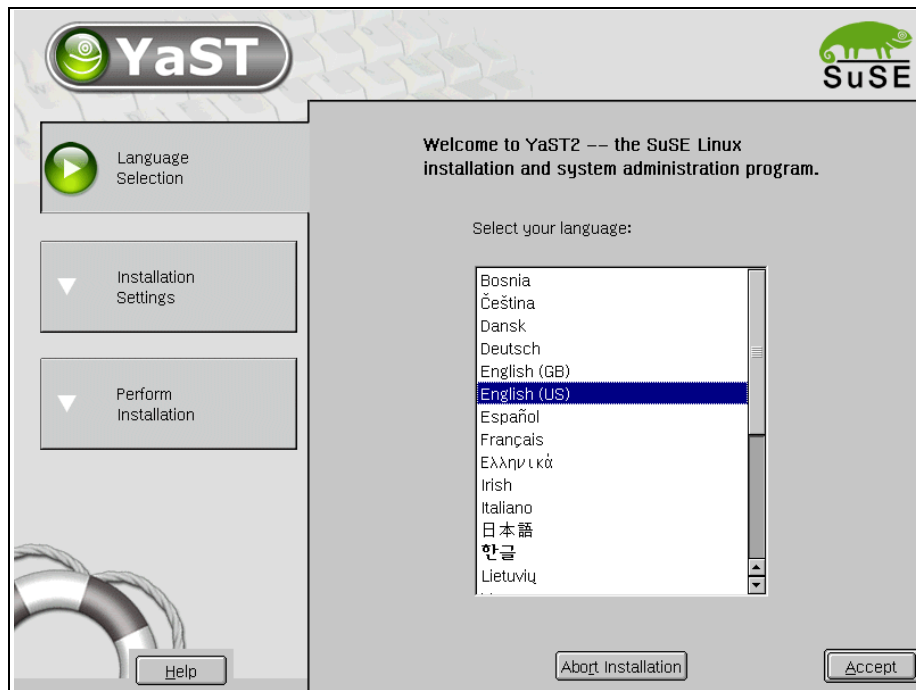 YaST
SuSE
Language
Selection
Installation
Settings
Perform
Installation
Help
Welcome to YaST2 -- the SuSE Linux
installation and system administration program.
Select your language:
Bosnia
Čeština
Dansk
Deutsch
English (GB)
English (US)
Español
Français
Ελληνικά
Irish
Italiano
日本語
한글
Lietuvių
Abort Installation
Accept